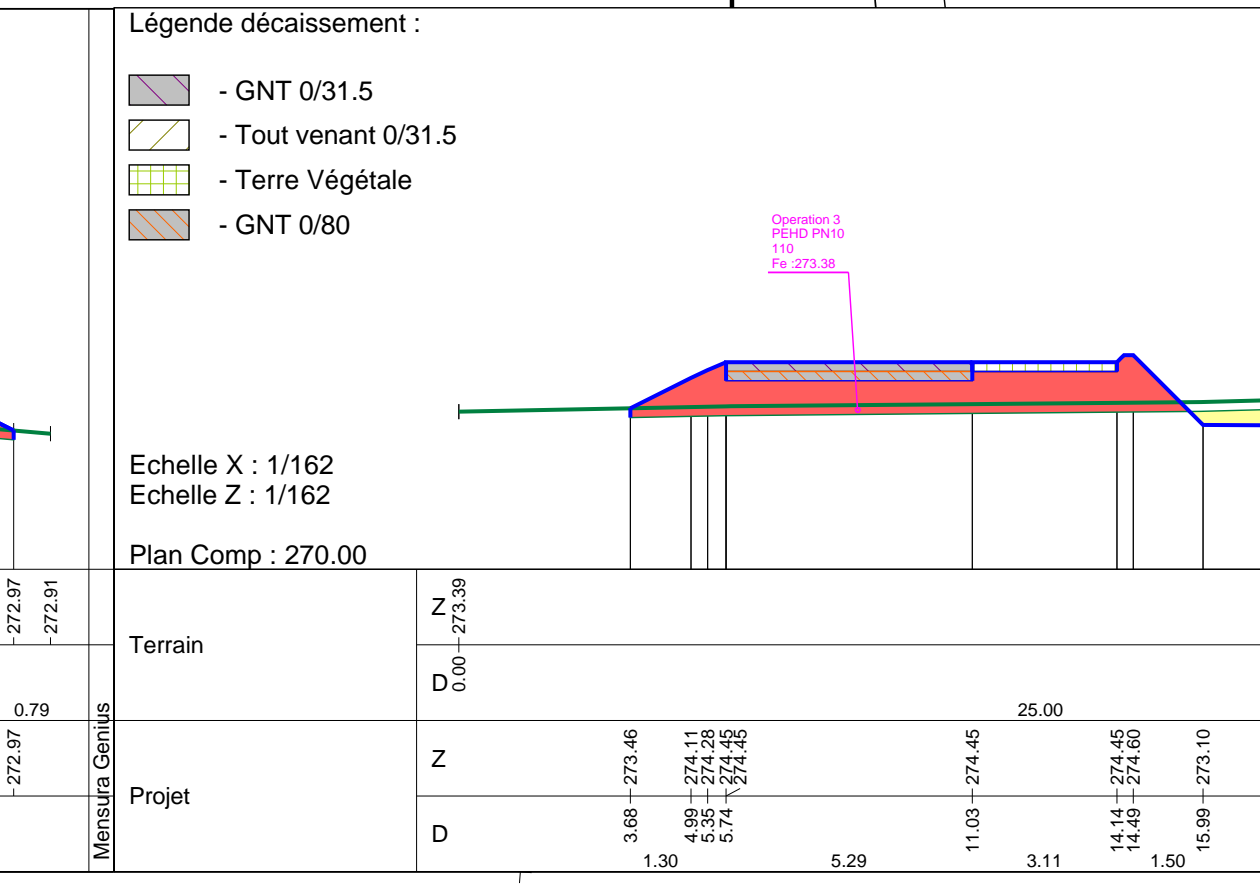 Légende décaissement :
- GNT 0/31.5
- Tout venant 0/31.5
- Terre Végétale
- GNT 0/80
Operation 3
PEHD PN10
110
Fe :273.38
Echelle X : 1/162
Echelle Z : 1/162
Plan Comp : 270.00
272.97
272.91
0.79
272.97
Mensura Genius
Terrain
Z
273.39
D
0.00
25.00
Projet
Z
273.46
274.11
274.28
274.45
274.45
274.45
274.45
274.60
273.10
D
3.68
4.99
5.35
5.74
11.03
14.14
14.49
15.99
1.30
5.29
3.11
1.50